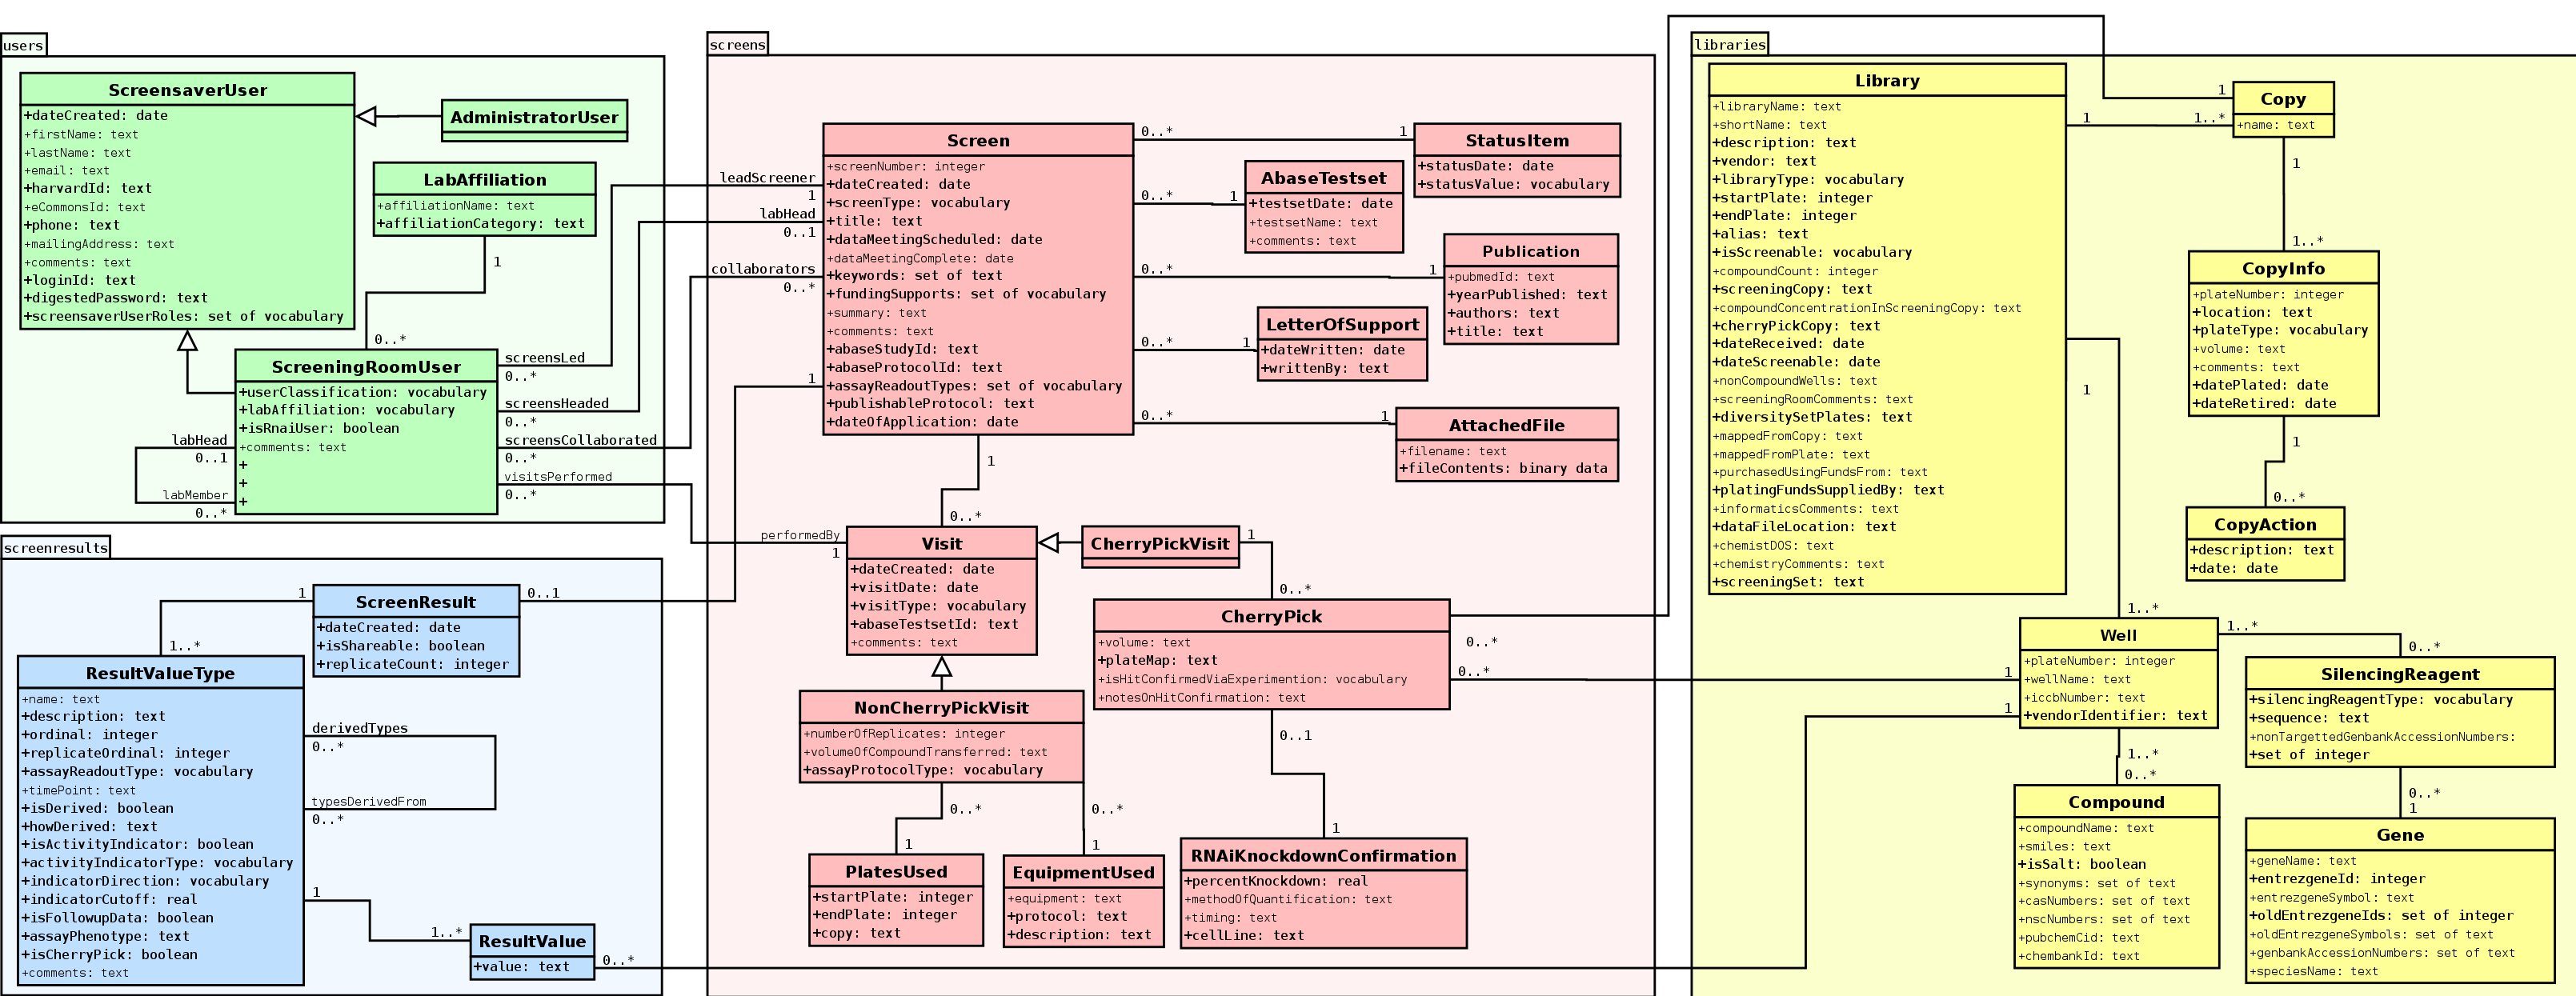 users
ScreensaverUser
+dateCreated: date
+firstName: text
+lastName: text
+email: text
+harvardId: text
+eCommonsId: text
+phone: text
+mailingAddress: text
+comments: text
+loginId: text
+digestedPassword: text
+screensaverUserRoles: set of vocabulary
AdministratorUser
LabAffiliation
+affiliationName: text
+affiliationCategory: text
1
0..*
ScreeningRoomUser
+userClassification: vocabulary
+labAffiliation: vocabulary
+isRnaiUser: boolean
+comments: text
+
+
+
labHead
0..1
labMember
0..*
screensLed
0..*
screensHeaded
0..*
screensCollaborated
0..*
visitsPerformed
0..*
screenresults
ScreenResult
+dateCreated: date
+isShareable: boolean
+replicateCount: integer
1
0..1
1..*
ResultValueType
+name: text
+description: text
+ordinal: integer
+replicateOrdinal: integer
+assayReadoutType: vocabulary
+timePoint: text
+isDerived: boolean
+howDerived: text
+isActivityIndicator: boolean
+activityIndicatorType: vocabulary
+indicatorDirection: vocabulary
+indicatorCutoff: real
+isFollowupData: boolean
+assayPhenotype: text
+isCherryPick: boolean
+comments: text
derivedTypes
0..*
typesDerivedFrom
0..*
1
1..*
ResultValue
+value: text
0..*
screens
leadScreener
1
labHead
0..1
collaborators
0..*
1
Screen
+screenNumber: integer
+dateCreated: date
+screenType: vocabulary
+title: text
+dataMeetingScheduled: date
+dataMeetingComplete: date
+keywords: set of text
+fundingSupports: set of vocabulary
+summary: text
+comments: text
+abaseStudyId: text
+abaseProtocolId: text
+assayReadoutTypes: set of vocabulary
+publishableProtocol: text
+dateOfApplication: date
0..*
1
StatusItem
+statusDate: date
+statusValue: vocabulary
0..*
1
AbaseTestset
+testsetDate: date
+testsetName: text
+comments: text
0..*
1
Publication
+pubmedId: text
+yearPublished: text
+authors: text
+title: text
0..*
1
LetterOfSupport
+dateWritten: date
+writtenBy: text
0..*
1
AttachedFile
+filename: text
+fileContents: binary data
1
0..*
performedBy
1
Visit
+dateCreated: date
+visitDate: date
+visitType: vocabulary
+abaseTestsetId: text
+comments: text
CherryPickVisit
1
0..*
CherryPick
+volume: text
+plateMap: text
+isHitConfirmedViaExperimention: vocabulary
+notesOnHitConfirmation: text
0..*
0..*
0..1
1
NonCherryPickVisit
+numberOfReplicates: integer
+volumeOfCompoundTransferred: text
+assayProtocolType: vocabulary
0..*
0..*
1
1
PlatesUsed
+startPlate: integer
+endPlate: integer
+copy: text
EquipmentUsed
+equipment: text
+protocol: text
+description: text
RNAiKnockdownConfirmation
+percentKnockdown: real
+methodOfQuantification: text
+timing: text
+cellLine: text
libraries
Library
+libraryName: text
+shortName: text
+description: text
+vendor: text
+libraryType: vocabulary
+startPlate: integer
+endPlate: integer
+alias: text
+isScreenable: vocabulary
+compoundCount: integer
+screeningCopy: text
+compoundConcentrationInScreeningCopy: text
+cherryPickCopy: text
+dateReceived: date
+dateScreenable: date
+nonCompoundWells: text
+screeningRoomComments: text
+diversitySetPlates: text
+mappedFromCopy: text
+mappedFromPlate: text
+purchasedUsingFundsFrom: text
+platingFundsSuppliedBy: text
+informaticsComments: text
+dataFileLocation: text
+chemistDOS: text
+chemistryComments: text
+screeningSet: text
1
1
1..*
1
Copy
+name: text
1
1..*
CopyInfo
+plateNumber: integer
+location: text
+plateType: vocabulary
+volume: text
+comments: text
+datePlated: date
+dateRetired: date
1
0..*
CopyAction
+description: text
+date: date
1..*
1
1
Well
+plateNumber: integer
+wellName: text
+iccbNumber: text
+vendorIdentifier: text
1..*
0..*
SilencingReagent
+silencingReagentType: vocabulary
+sequence: text
+nonTargettedGenbankAccessionNumbers:
+set of integer
1..*
0..*
Compound
+compoundName: text
+smiles: text
+isSalt: boolean
+synonyms: set of text
+casNumbers: set of text
+nscNumbers: set of text
+pubchemCid: text
+chembankId: text
0..*
1
Gene
+geneName: text
+entrezgeneId: integer
+entrezgeneSymbol: text
+oldEntrezgeneIds: set of integer
+oldEntrezgeneSymbols: set of text
+genbankAccessionNumbers: set of text
+speciesName: text